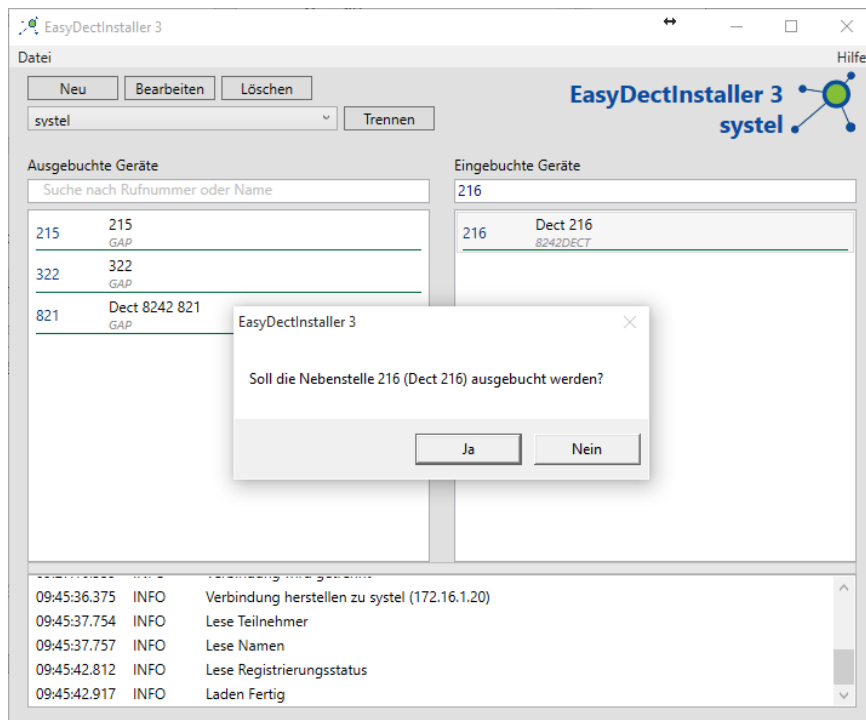 EasyDectInstaller 3
Datei
Hilfe
Neu
Bearbeiten
Löschen
systel
Trennen
EasyDectInstaller 3
systel
Ausgebuchte Geräte
Suche nach Rufnummer oder Name
215
215
GAP
322
322
GAP
821
Dect 8242 821
GAP
Eingebuchte Geräte
216
216
Dect 216
8242DECT
EasyDectInstaller 3
Soll die Nebenstelle 216 (Dect 216) ausgebucht werden?
Ja
Nein
09:45:36.375 INFO Verbindung herstellen zu systel (172.16.1.20)
09:45:37.754 INFO Lese Teilnehmer
09:45:37.757 INFO Lese Namen
09:45:42.812 INFO Lese Registrierungsstatus
09:45:42.917 INFO Laden Fertig